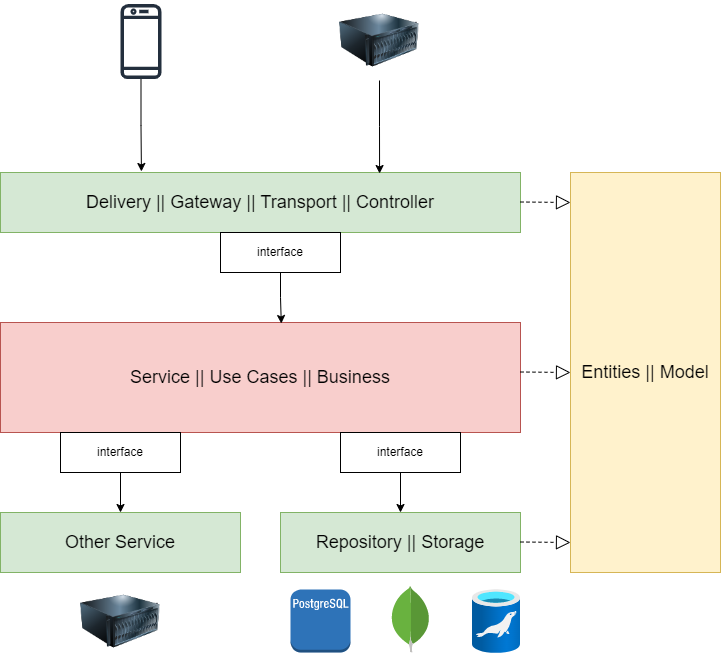 Delivery || Gateway || Transport || Controller
interface
Service || Use Cases || Business
Entities || Model
interface
interface
Other Service
Repository || Storage
PostgreSQL